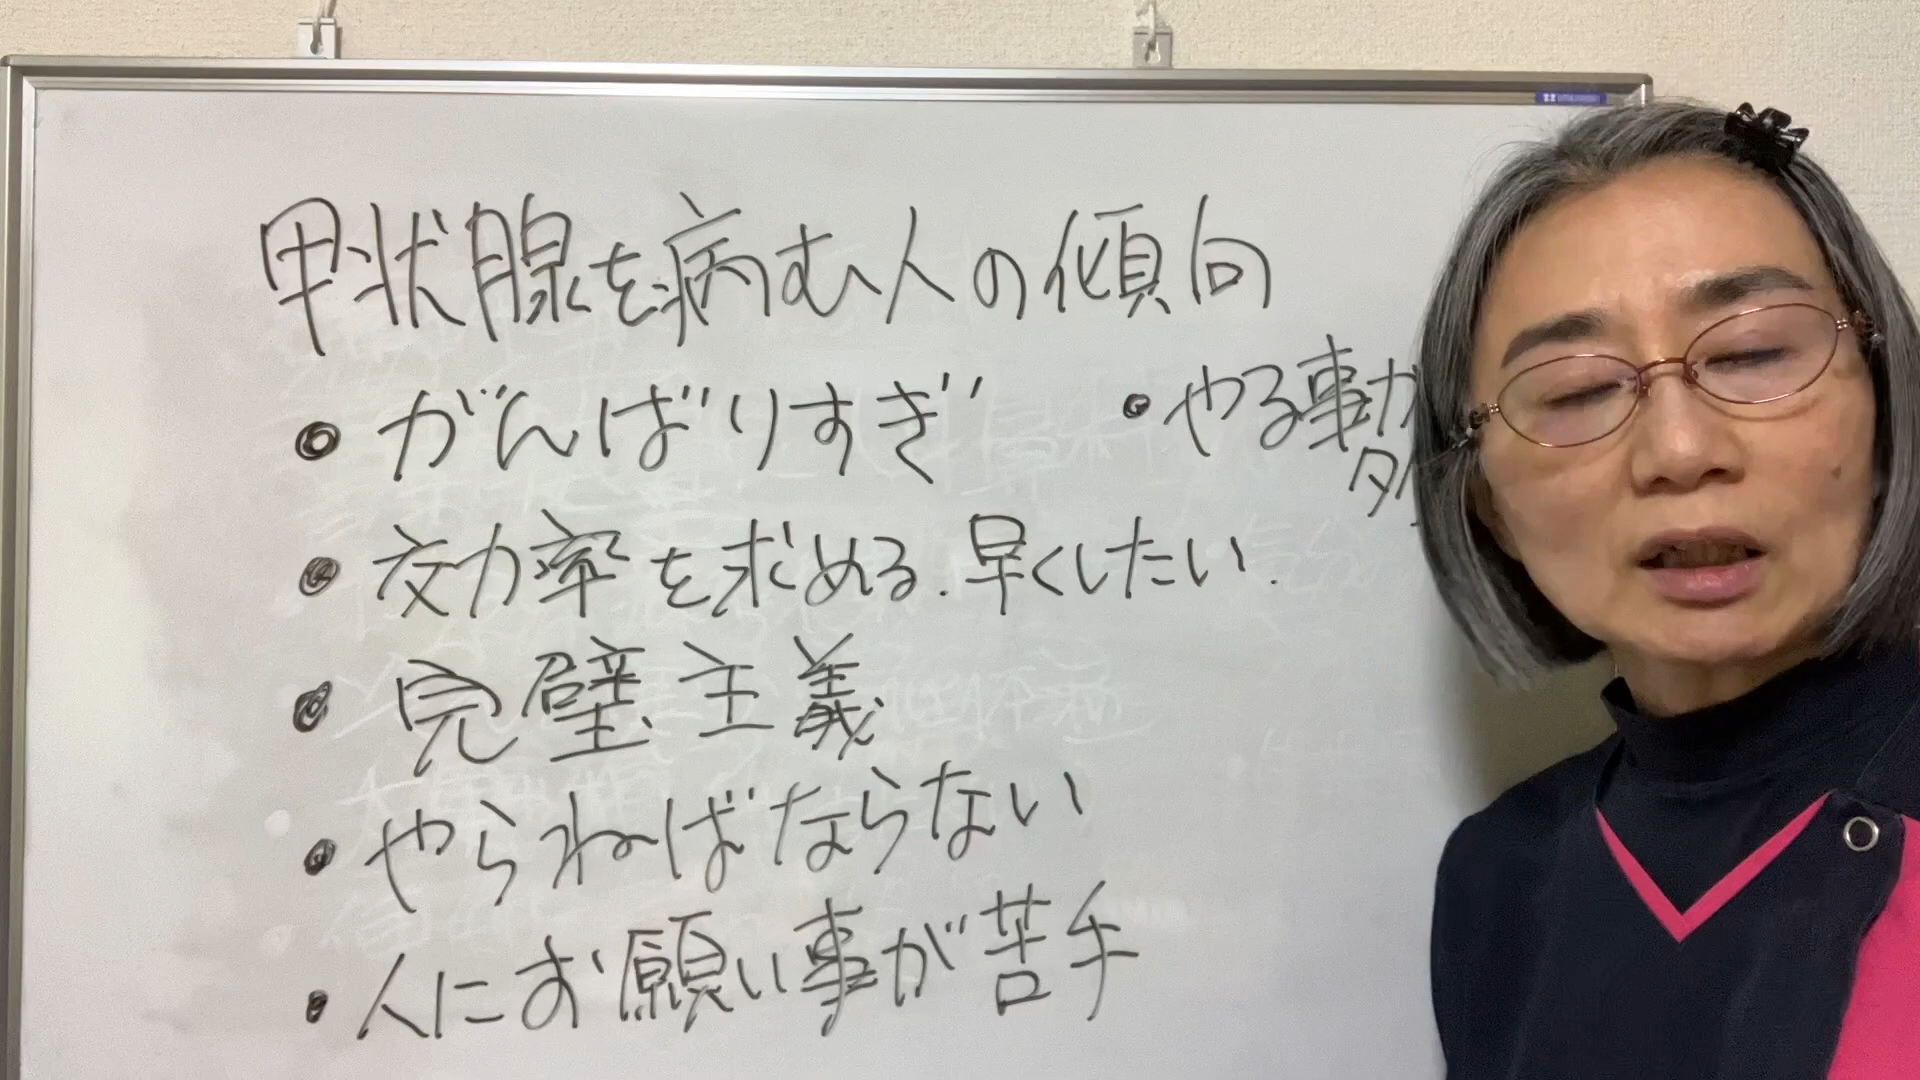 甲状腺を病む人の傾向
• がんばりすぎ
• やる事が
• 効力率を求める. 早くしたい.
• 完璧主義
• やらねばならない
• 人にお願い事が苦手